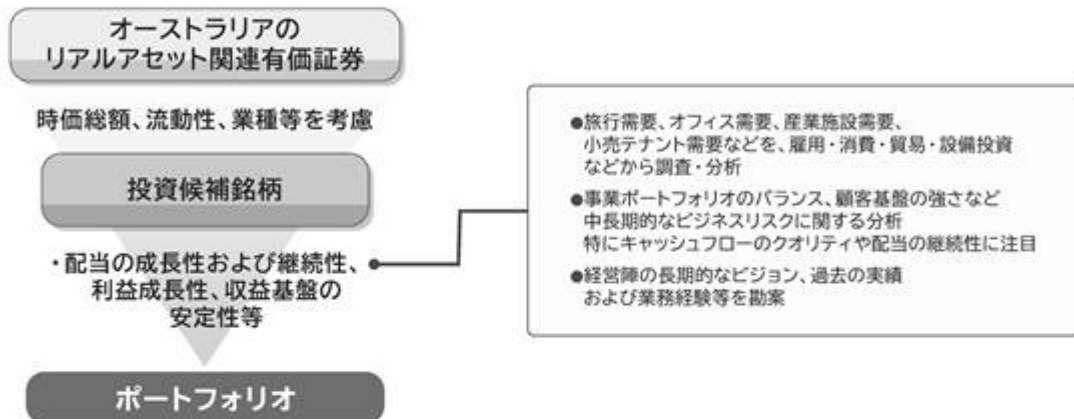 オーストラリアの
リアルアセット関連有価証券
時価総額、流動性、業種等を考慮
投資候補銘柄
・配当の成長性および継続性、
利益成長性、収益基盤の
安定性等
ポートフォリオ
●旅行需要、オフィス需要、産業施設需要、
小売テナント需要などを、雇用・消費・貿易・設備投資
などから調査・分析
●事業ポートフォリオのバランス、顧客基盤の強さなど
中長期的なビジネスリスクに関する分析
特にキャッシュフローのクオリティや配当の継続性に注目
●経営陣の長期的なビジョン、過去の実績
および業務経験等を勘案